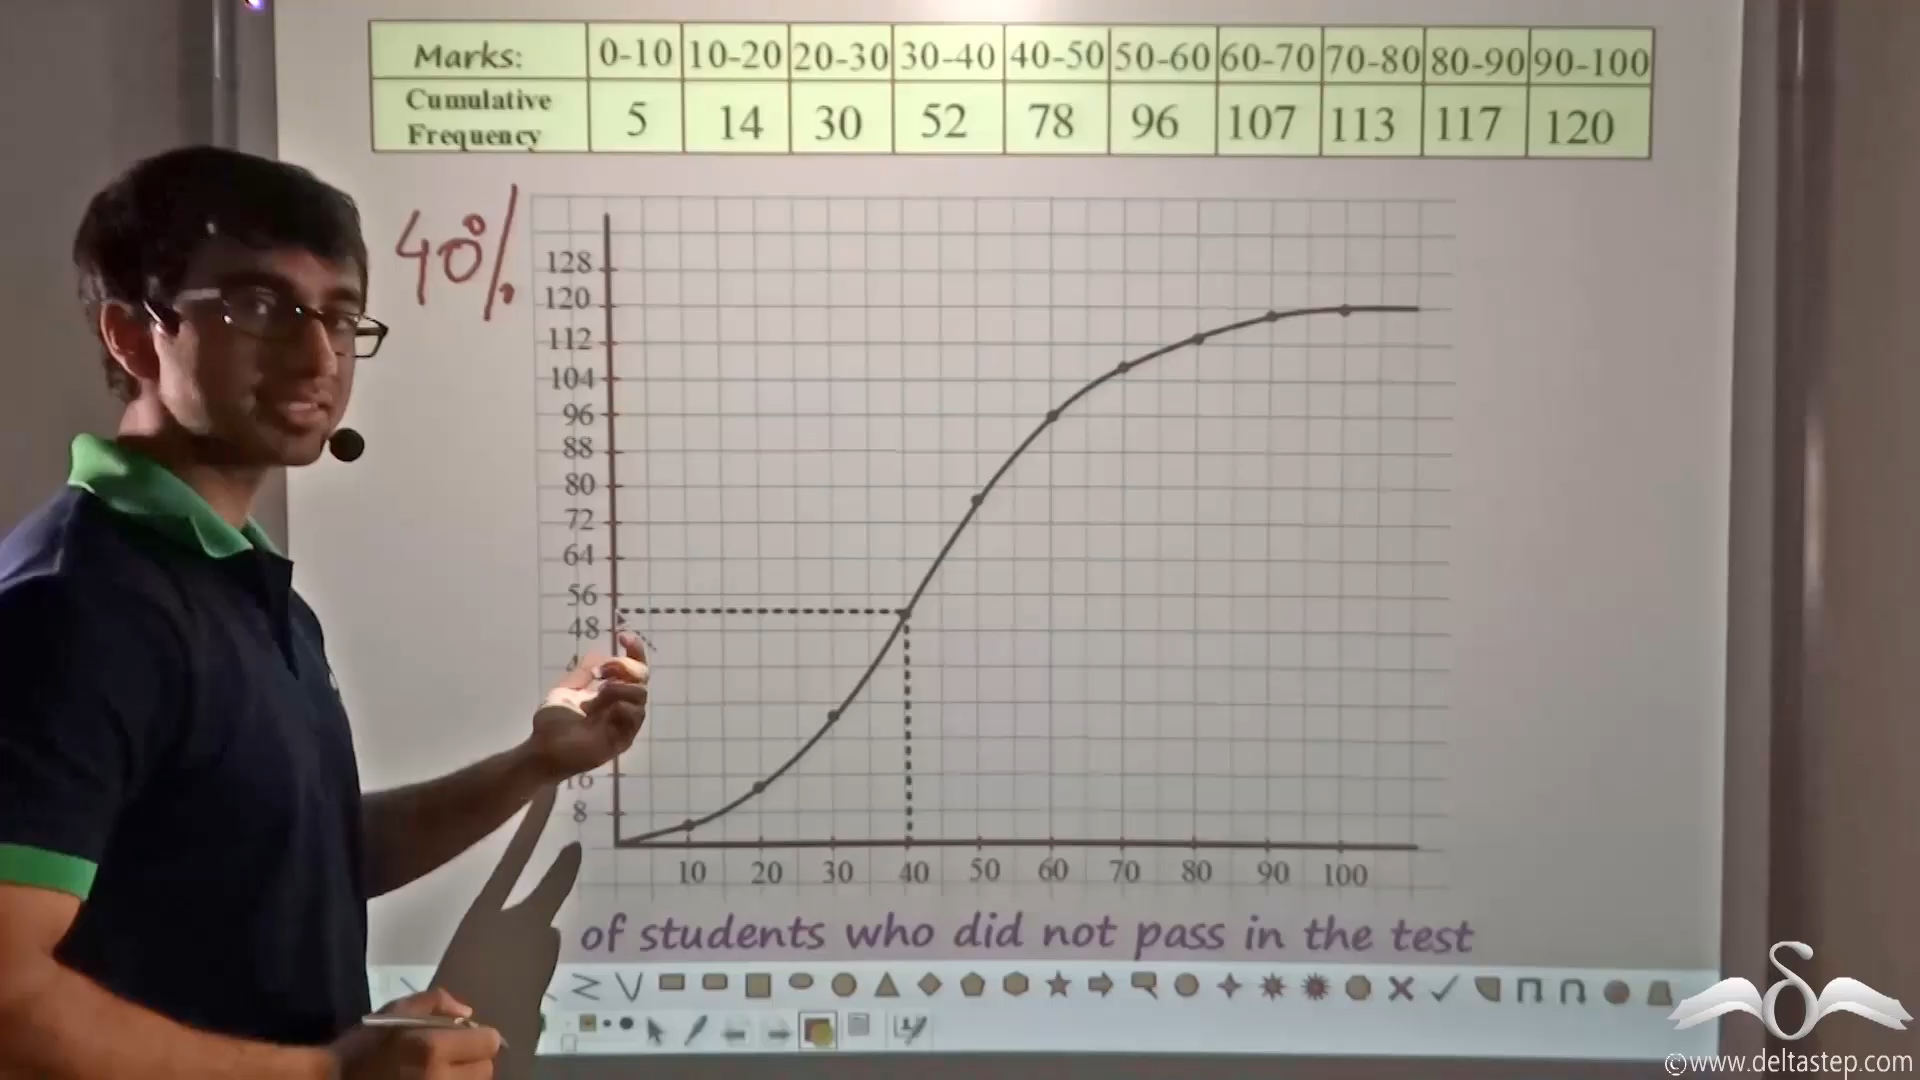 Marks: 0-10 10-20 20-30 30-40 40-50 50-60 60-70 70-80 80-90 90-100
Cumulative Frequency 5 14 30 52 78 96 107 113 117 120
40%
128
120
112
104
96
88
80
72
64
56
48
16
8
10 20 30 40 50 60 70 80 90 100
of students who did not pass in the test
©www.deltastep.com